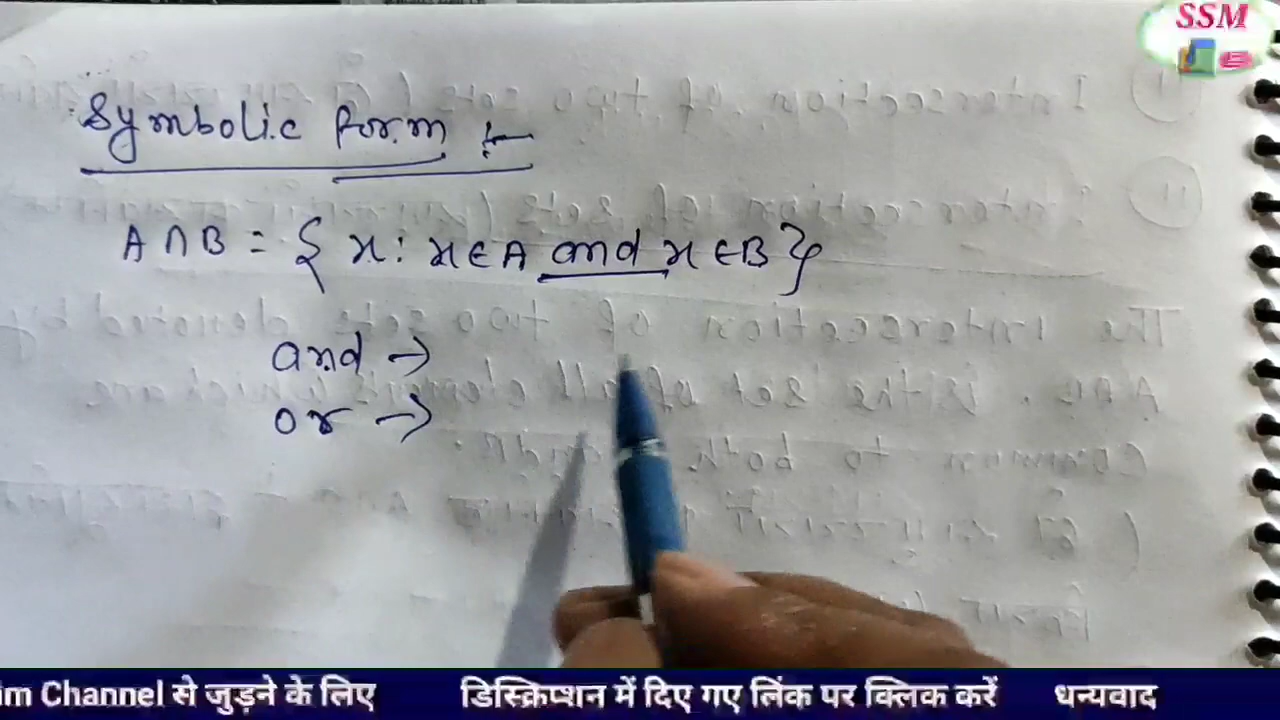 SSM
Symbolic form :-
A ∩ B = { x : x ∈ A and x ∈ B }
and →
or →
im Channel से जुड़ने के लिए डिस्क्रिप्शन में दिए गए लिंक पर क्लिक करें धन्यवाद